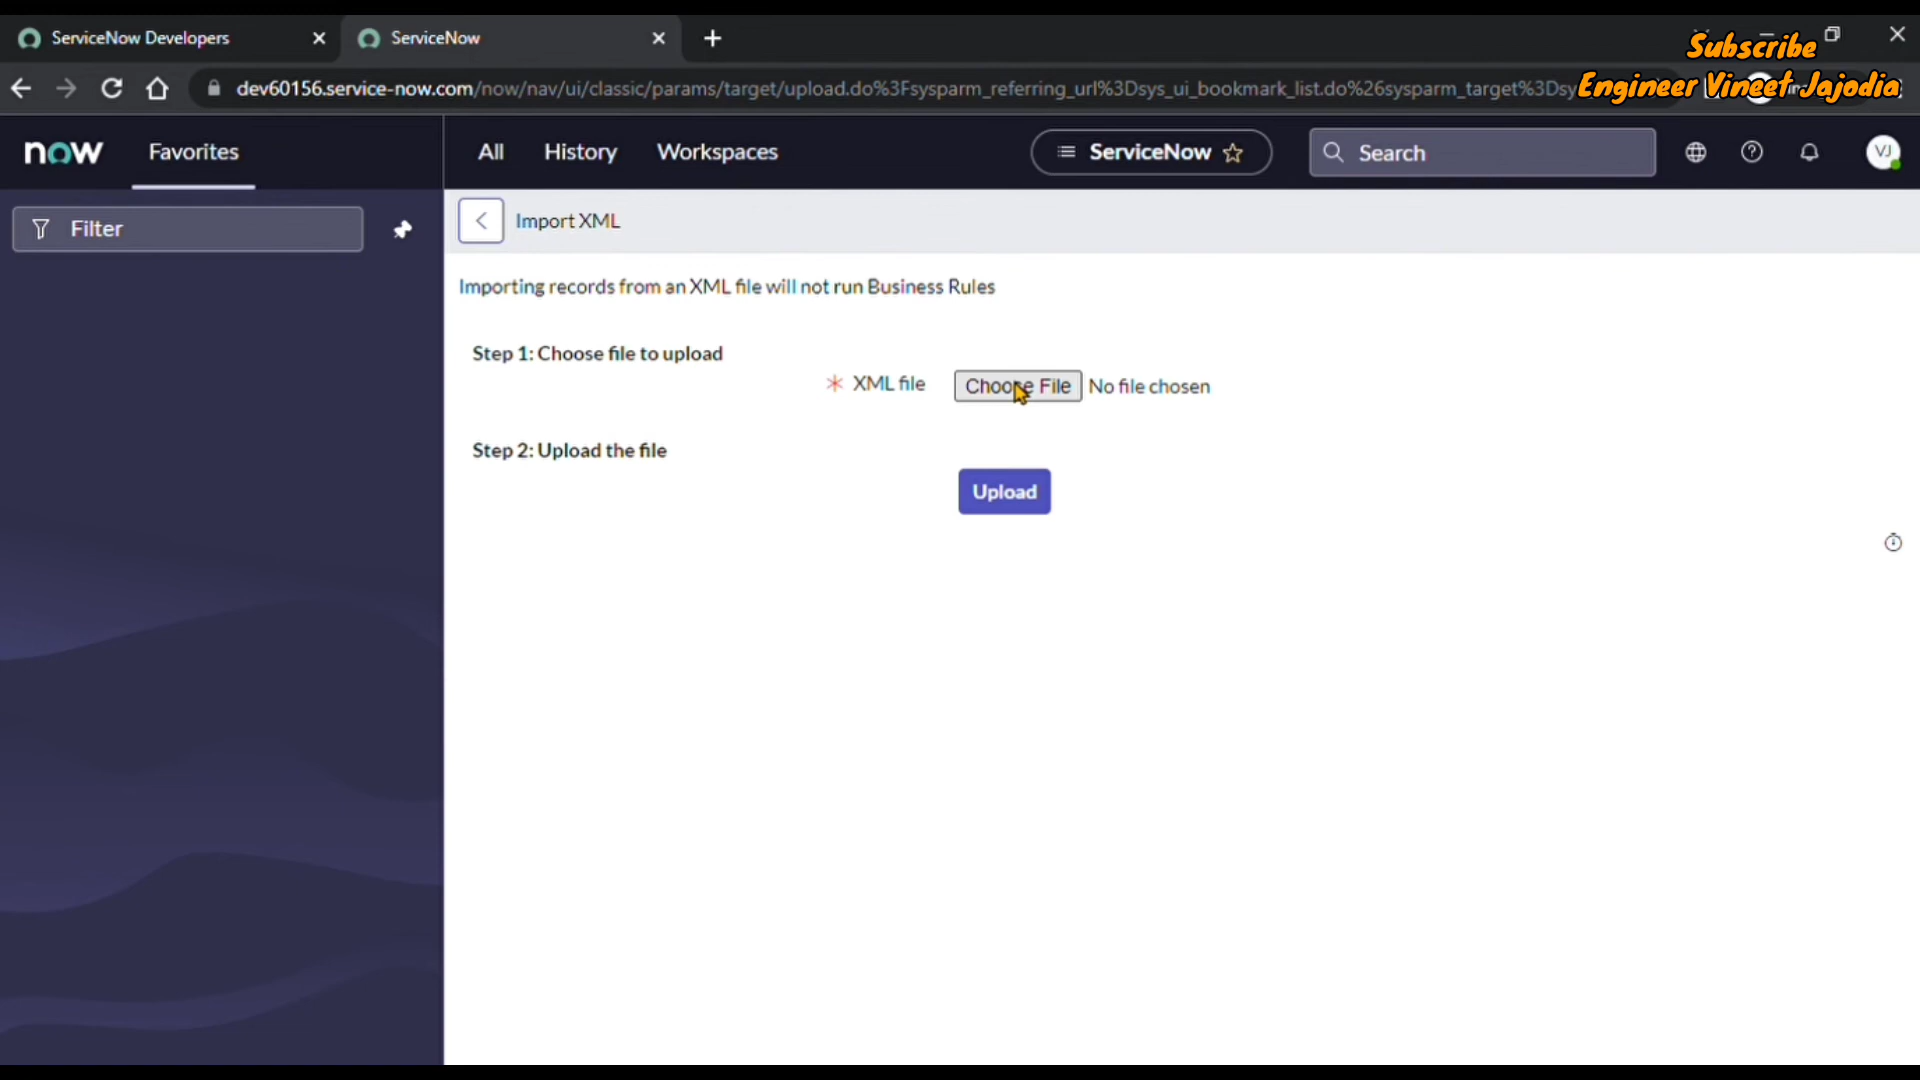 ServiceNow Developers
ServiceNow
Subscribe
Engineer Vineet Jajodia
dev60156.service-now.com/now/nav/ui/classic/params/target/upload.do%3Fsysparm_referring_url%3Dsys_ui_bookmark_list.do%26sysparm_target%3Dsy
now
Favorites
All
History
Workspaces
ServiceNow
Search
VJ
Filter
Import XML
Importing records from an XML file will not run Business Rules
Step 1: Choose file to upload
* XML file
Choose File
No file chosen
Step 2: Upload the file
Upload